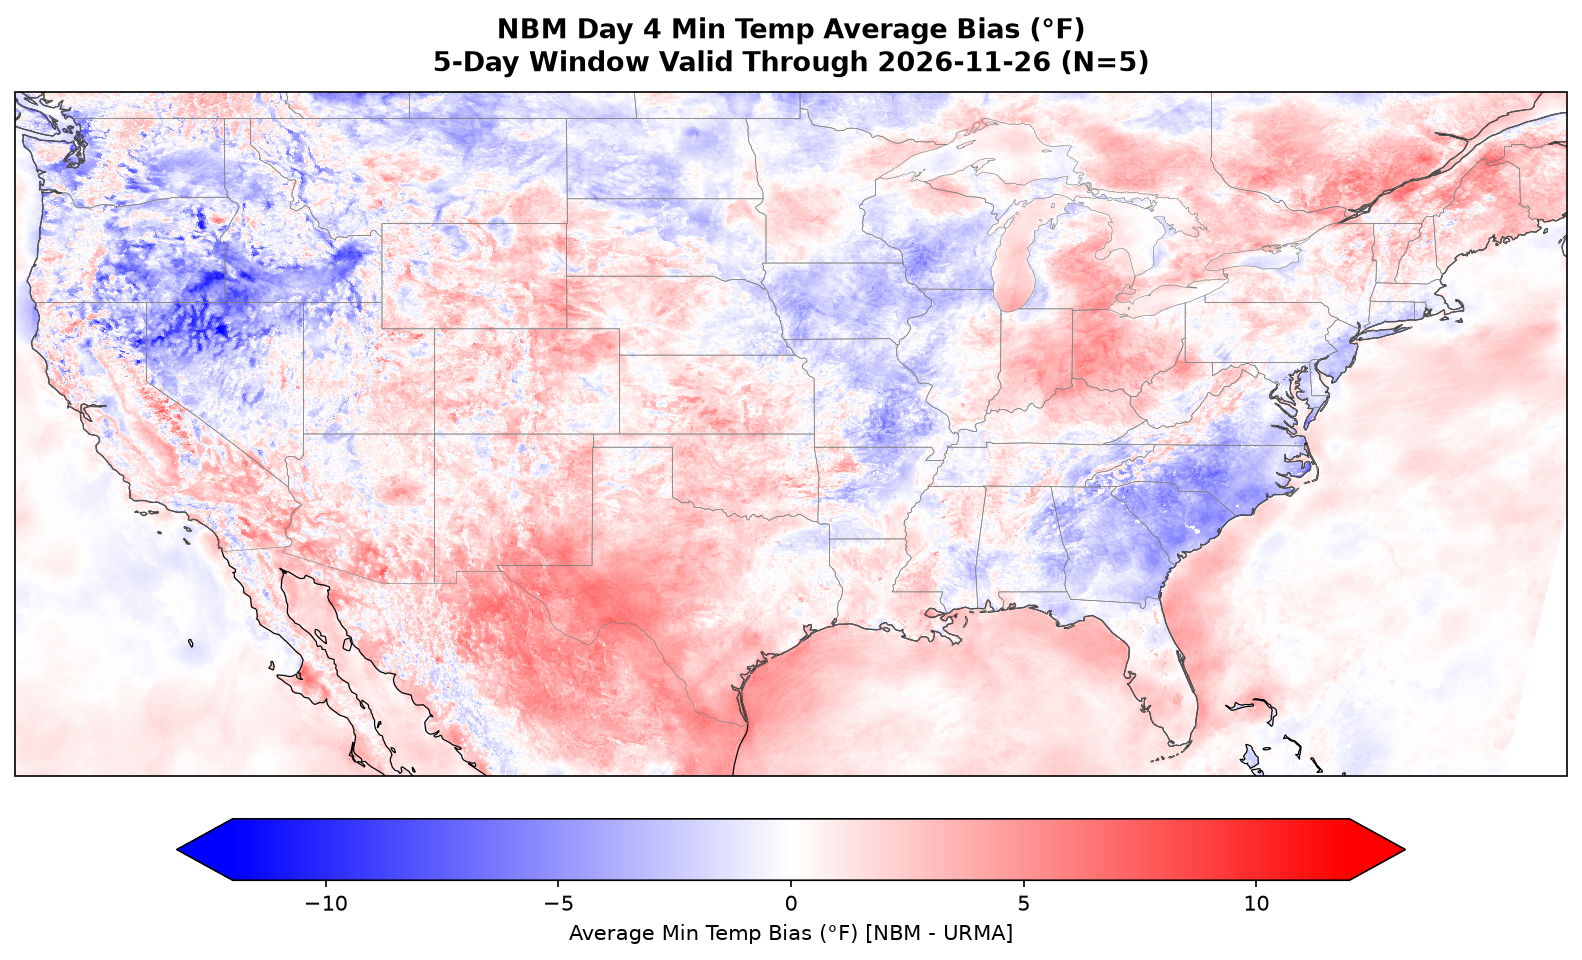 NBM Day 4 Min Temp Average Bias (°F)
5-Day Window Valid Through 2026-11-26 (N=5)
−10
−5
0
5
10
Average Min Temp Bias (°F) [NBM - URMA]